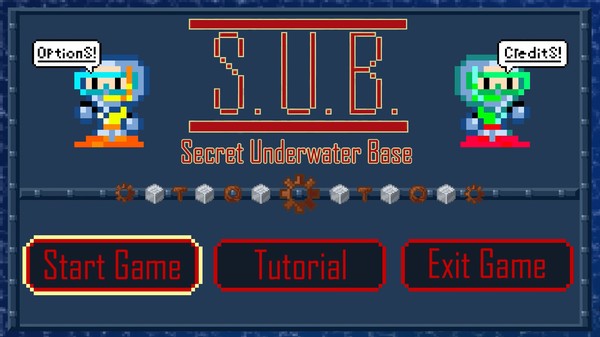 OptionS!
S.U.B.
CreditS!
Secret Underwater Base
Start Game
Tutorial
Exit Game